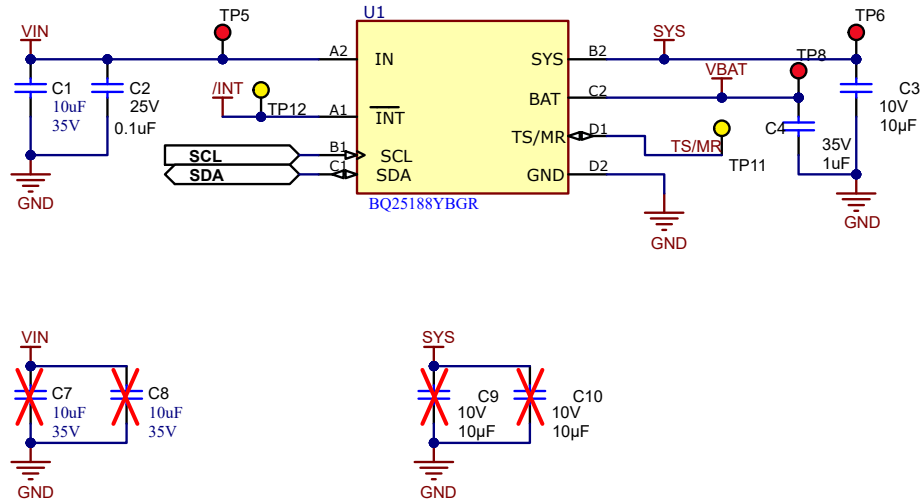 TP5
U1
TP6
VIN
SYS
TP8
VBAT
A2
IN
SYS
B2
C1
10uF
35V
C2
25V
0.1uF
/INT
TP12
A1
INT
BAT
C2
C3
10V
10µF
C4
35V
1uF
TS/MR
D1
TS/MR
TP11
SCL
B1
SCL
SDA
C1
SDA
GND
D2
BQ25188YBGR
GND
GND
GND
VIN
C7
10uF
35V
C8
10uF
35V
GND
SYS
C9
10V
10µF
C10
10V
10µF
GND